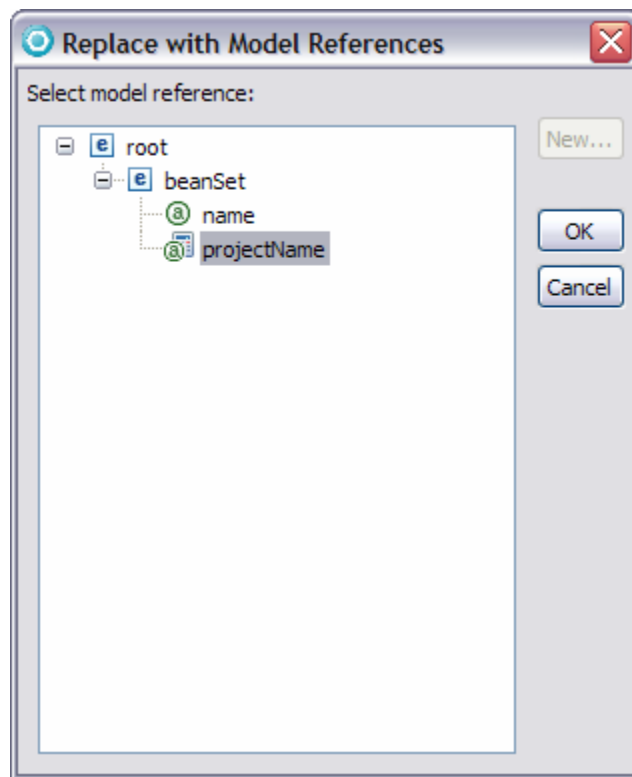 Replace with Model References
Select model reference:
New...
e root
e beanSet
a name
a projectName
OK
Cancel